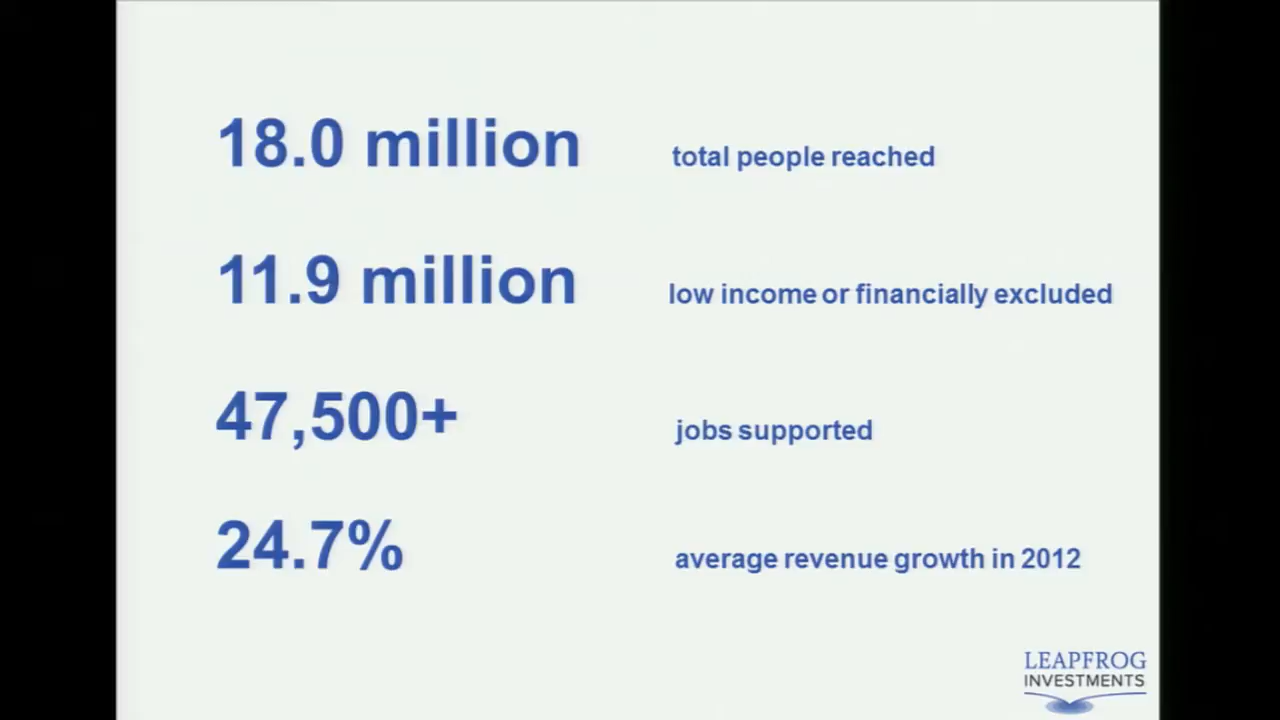 18.0 million total people reached
11.9 million low income or financially excluded
47,500+ jobs supported
24.7% average revenue growth in 2012
LEAPFROG
INVESTMENTS